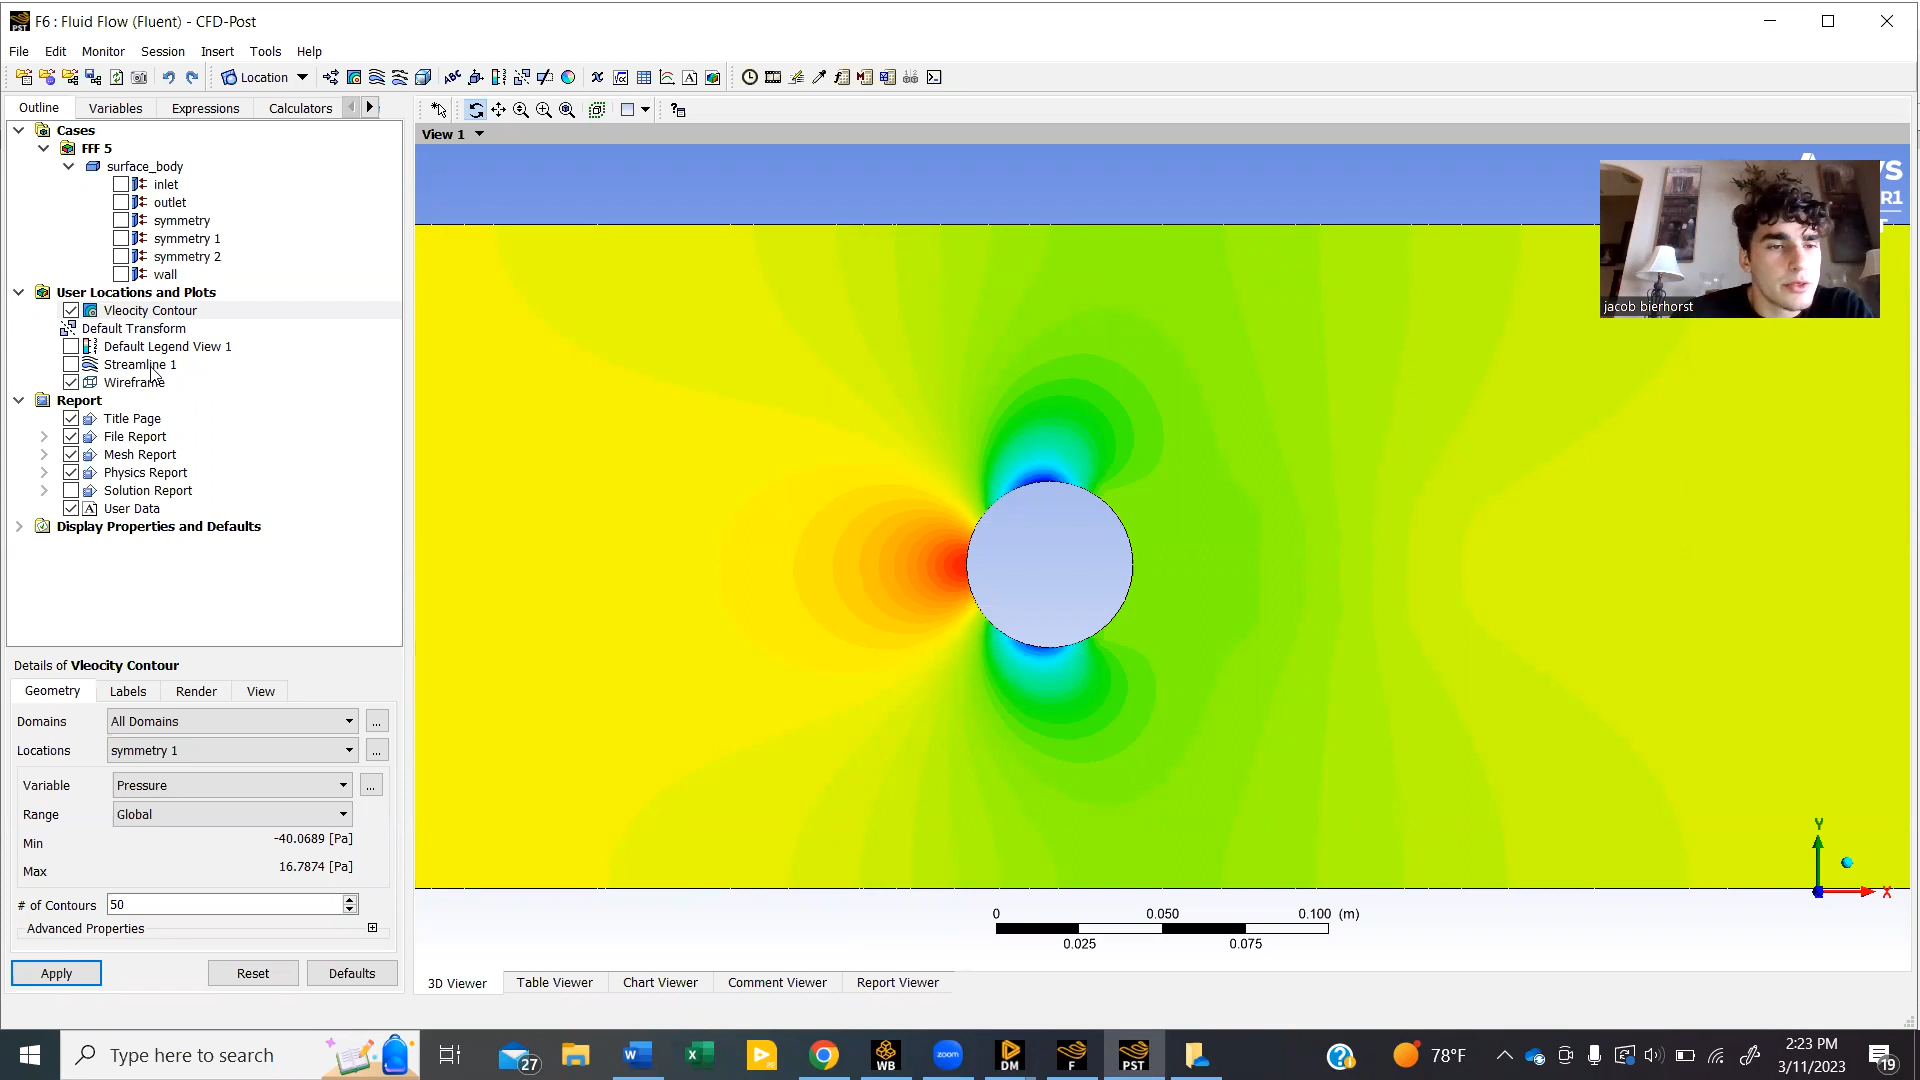 F6 : Fluid Flow (Fluent) - CFD-Post
File Edit Monitor Session Insert Tools Help
Location
Outline Variables Expressions Calculators
View 1
Cases
FFF 5
surface_body
inlet
outlet
symmetry
symmetry 1
symmetry 2
wall
User Locations and Plots
Vleocity Contour
Default Transform
Default Legend View 1
Streamline 1
Wireframe
Report
Title Page
File Report
Mesh Report
Physics Report
Solution Report
User Data
Display Properties and Defaults
Details of Vleocity Contour
Geometry Labels Render View
Domains All Domains ...
Locations symmetry 1 ...
Variable Pressure ...
Range Global
Min -40.0689 [Pa]
Max 16.7874 [Pa]
# of Contours 50
Advanced Properties
Apply Reset Defaults
jacob bierhorst
Y
X
0 0.050 0.100 (m)
0.025 0.075
3D Viewer Table Viewer Chart Viewer Comment Viewer Report Viewer
Type here to search
27
W
X
WB
zoom
DM
F
PST
78°F
2:23 PM
3/11/2023
19